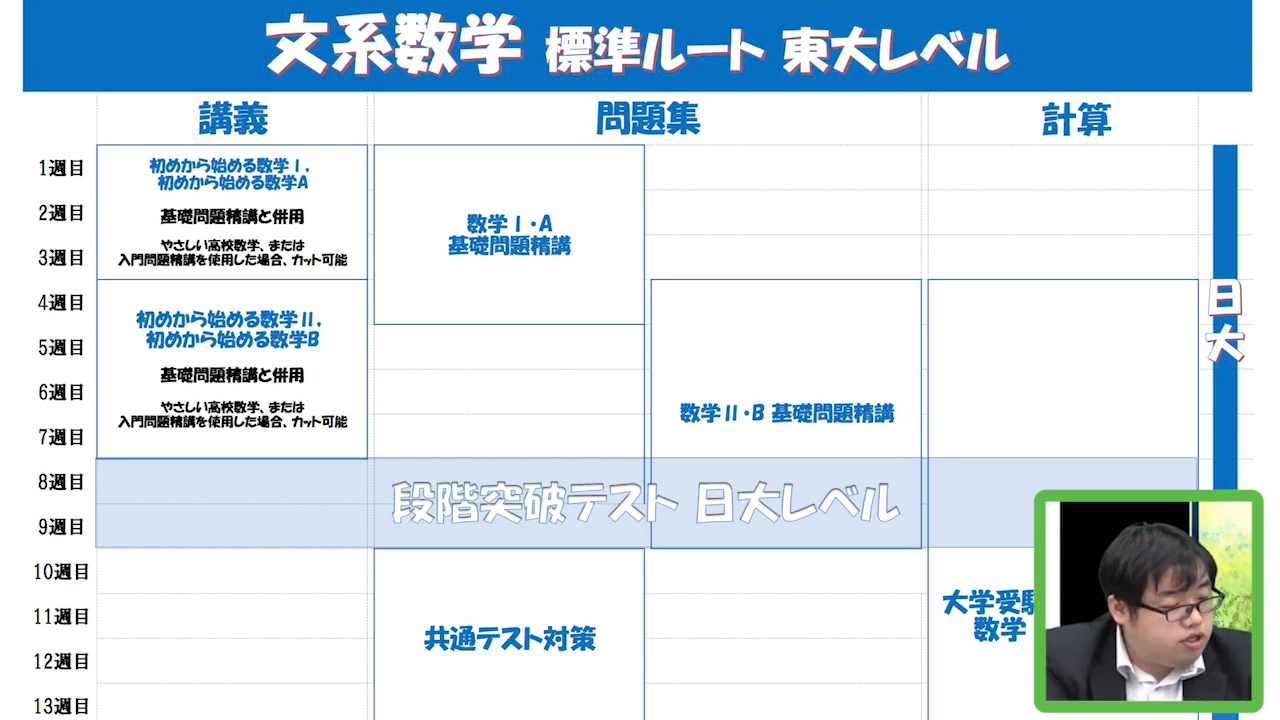 文系数学 標準ルート 東大レベル
講義
問題集
計算
1週目
2週目
3週目
4週目
5週目
6週目
7週目
8週目
9週目
10週目
11週目
12週目
13週目
初めから始める数学Ⅰ,
初めから始める数学A
基礎問題精講と併用
やさしい高校数学、または
入門問題精講を使用した場合、カット可能
初めから始める数学Ⅱ,
初めから始める数学B
基礎問題精講と併用
やさしい高校数学、または
入門問題精講を使用した場合、カット可能
数学Ⅰ・A
基礎問題精講
数学Ⅱ・B 基礎問題精講
段階突破テスト 日大レベル
共通テスト対策
大学受験
数学
日大